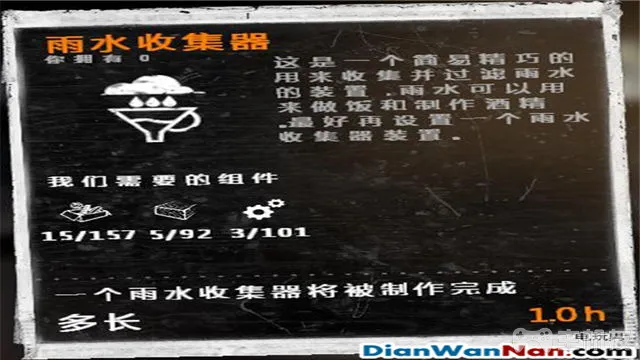 雨水收集器
你拥有 0
这是一个简易精巧的
用来收集并过滤雨水
的装置.雨水可以用
来做饭和制作酒精
.最好再设置一个雨水
收集器装置.
我们需要的组件
15/157 5/92 3/101
一个雨水收集器将被制作完成
多长 1.0 h
DianWanNan.com